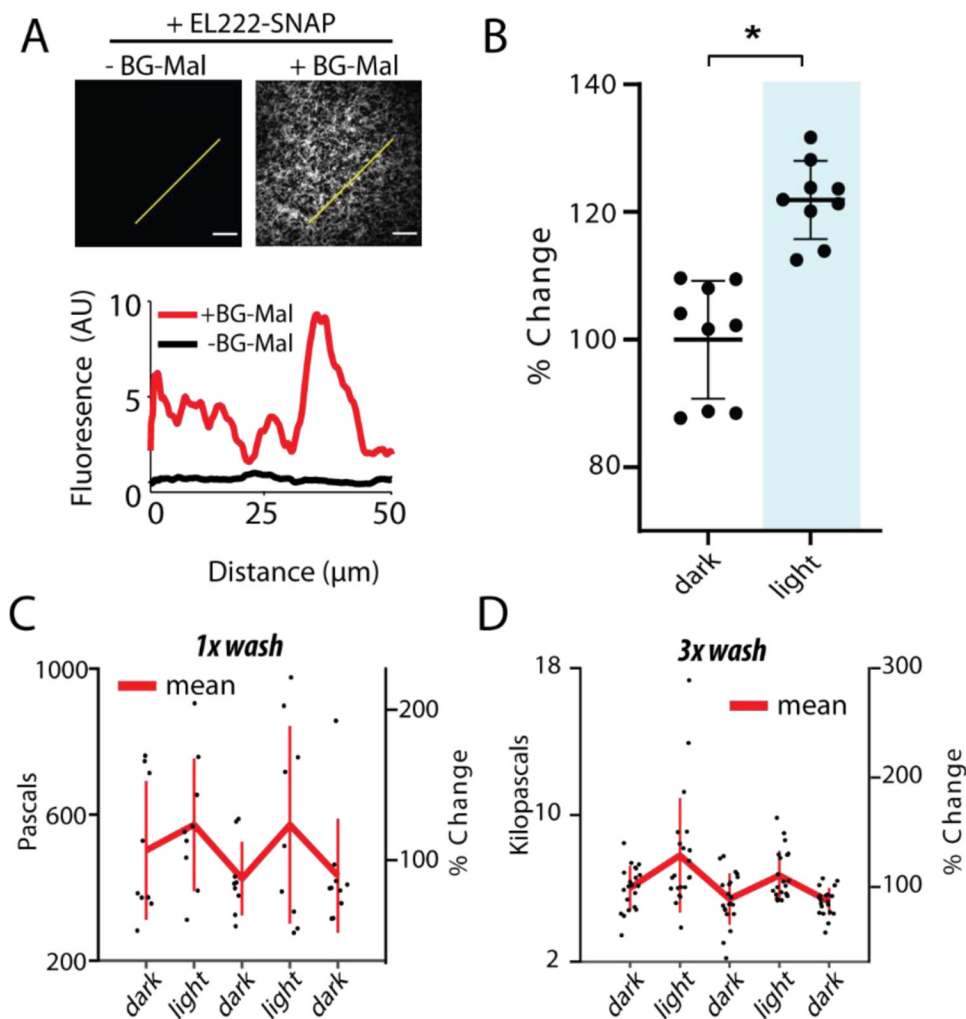 A
+ EL222-SNAP
- BG-Mal
+ BG-Mal
10
+BG-Mal
-BG-Mal
5
0
Fluoresence (AU)
0
25
50
Distance (μm)
B
*
140
120
100
80
% Change
dark
light
C
1x wash
1000
mean
200
600
100
200
Pascals
% Change
dark
light
dark
light
dark
D
3x wash
18
300
mean
200
10
100
2
Kilopascals
% Change
dark
light
dark
light
dark